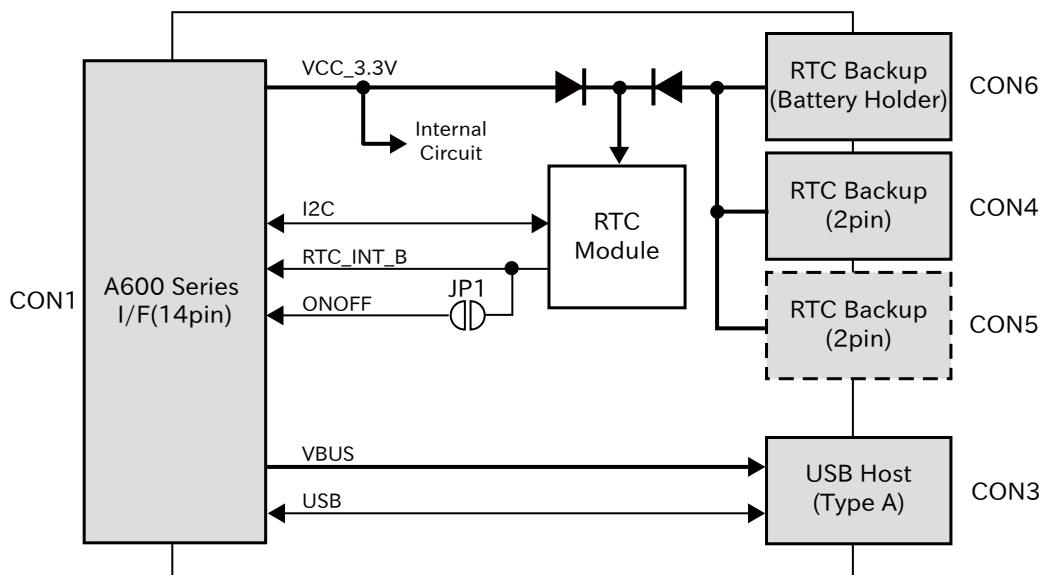 VCC_3.3V
RTC Backup
(Battery Holder)
CON6
Internal
Circuit
I2C
RTC
Module
RTC Backup
(2pin)
CON4
RTC_INT_B
JP1
ONOFF
CON1
A600 Series
I/F(14pin)
RTC Backup
(2pin)
CON5
VBUS
USB
USB Host
(Type A)
CON3